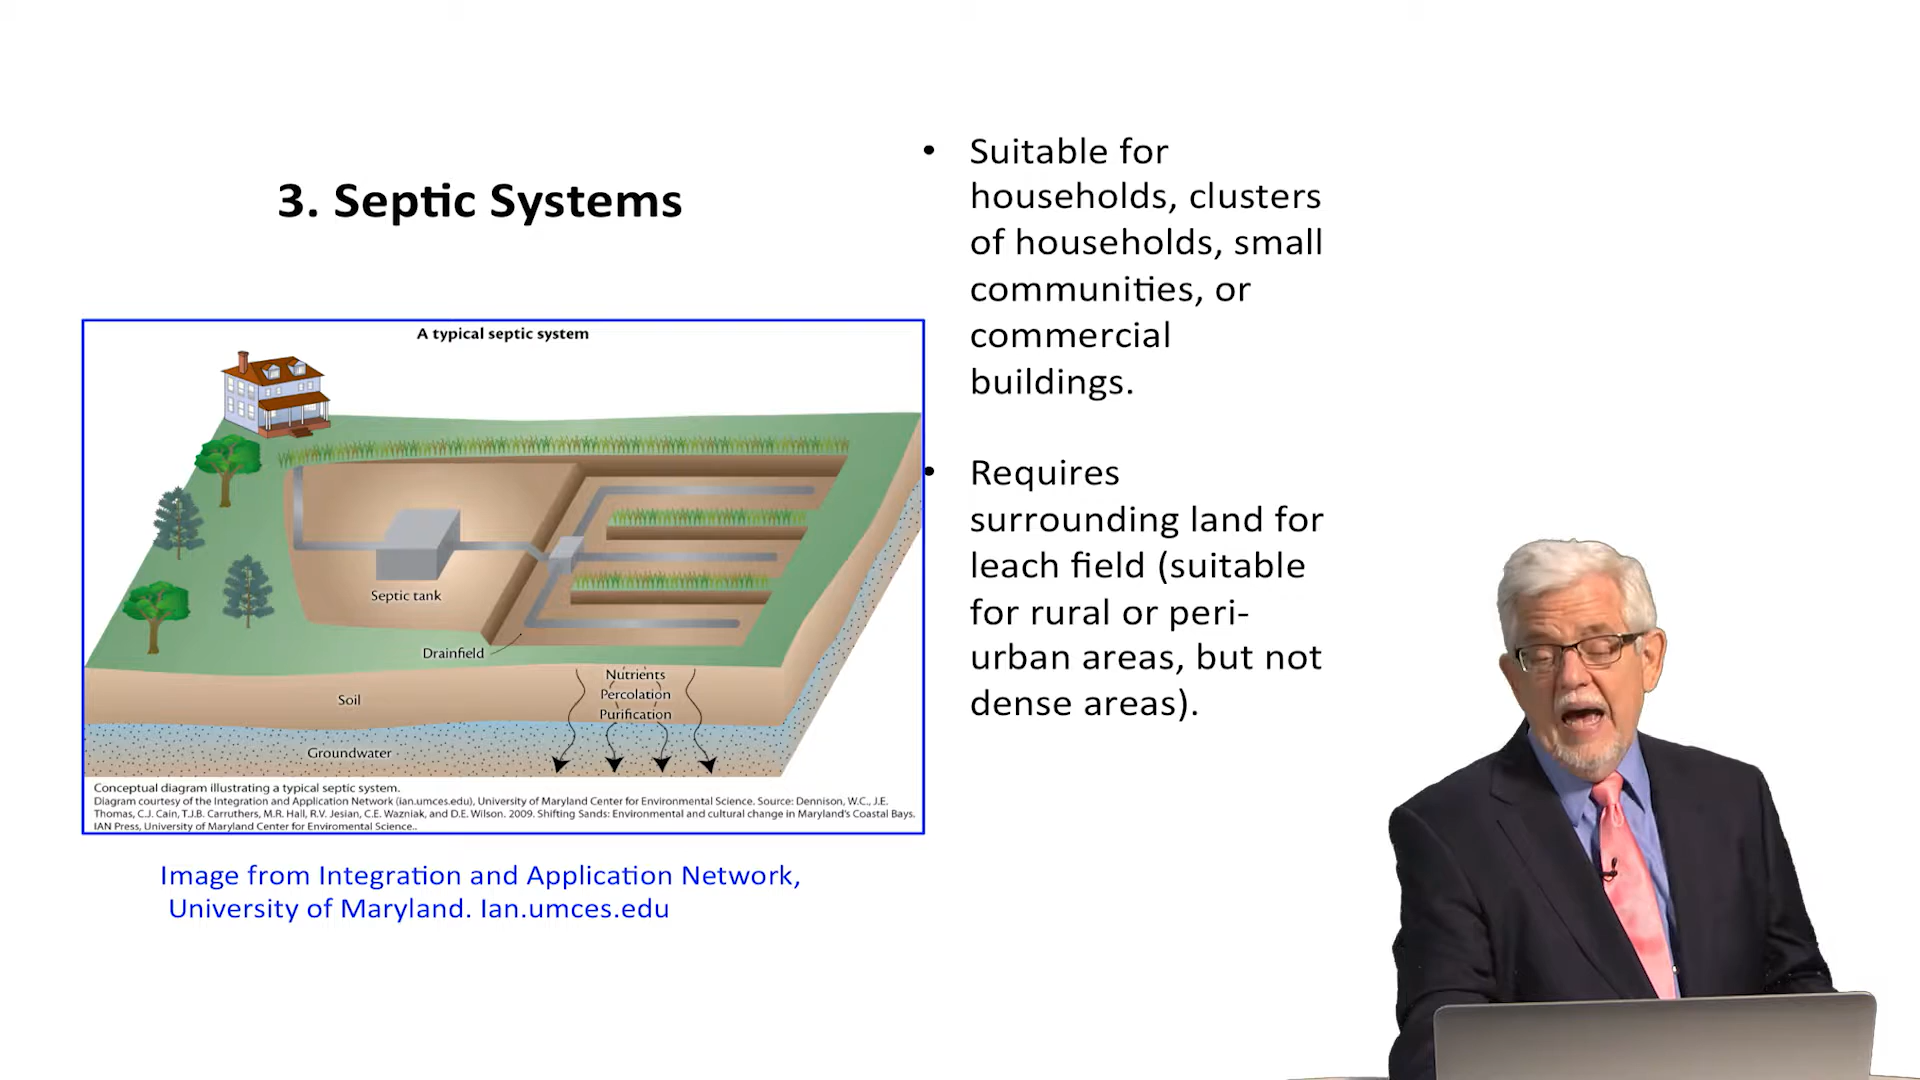 3. Septic Systems
A typical septic system
Septic tank
Drainfield
Nutrients
Percolation
Purification
Soil
Groundwater
Conceptual diagram illustrating a typical septic system.
Diagram courtesy of the Integration and Application Network (ian.umces.edu), University of Maryland Center for Environmental Science. Source: Dennison, W.C., J.E.
Thomas, C.J. Cain, T.J.B. Carruthers, M.R. Hall, R.V. Jesian, C.E. Wazniak, and D.E. Wilson. 2009. Shifting Sands: Environmental and cultural change in Maryland's Coastal Bays.
IAN Press, University of Maryland Center for Enviromental Science..
Image from Integration and Application Network,
University of Maryland. Ian.umces.edu
• Suitable for
households, clusters
of households, small
communities, or
commercial
buildings.
• Requires
surrounding land for
leach field (suitable
for rural or peri-
urban areas, but not
dense areas).